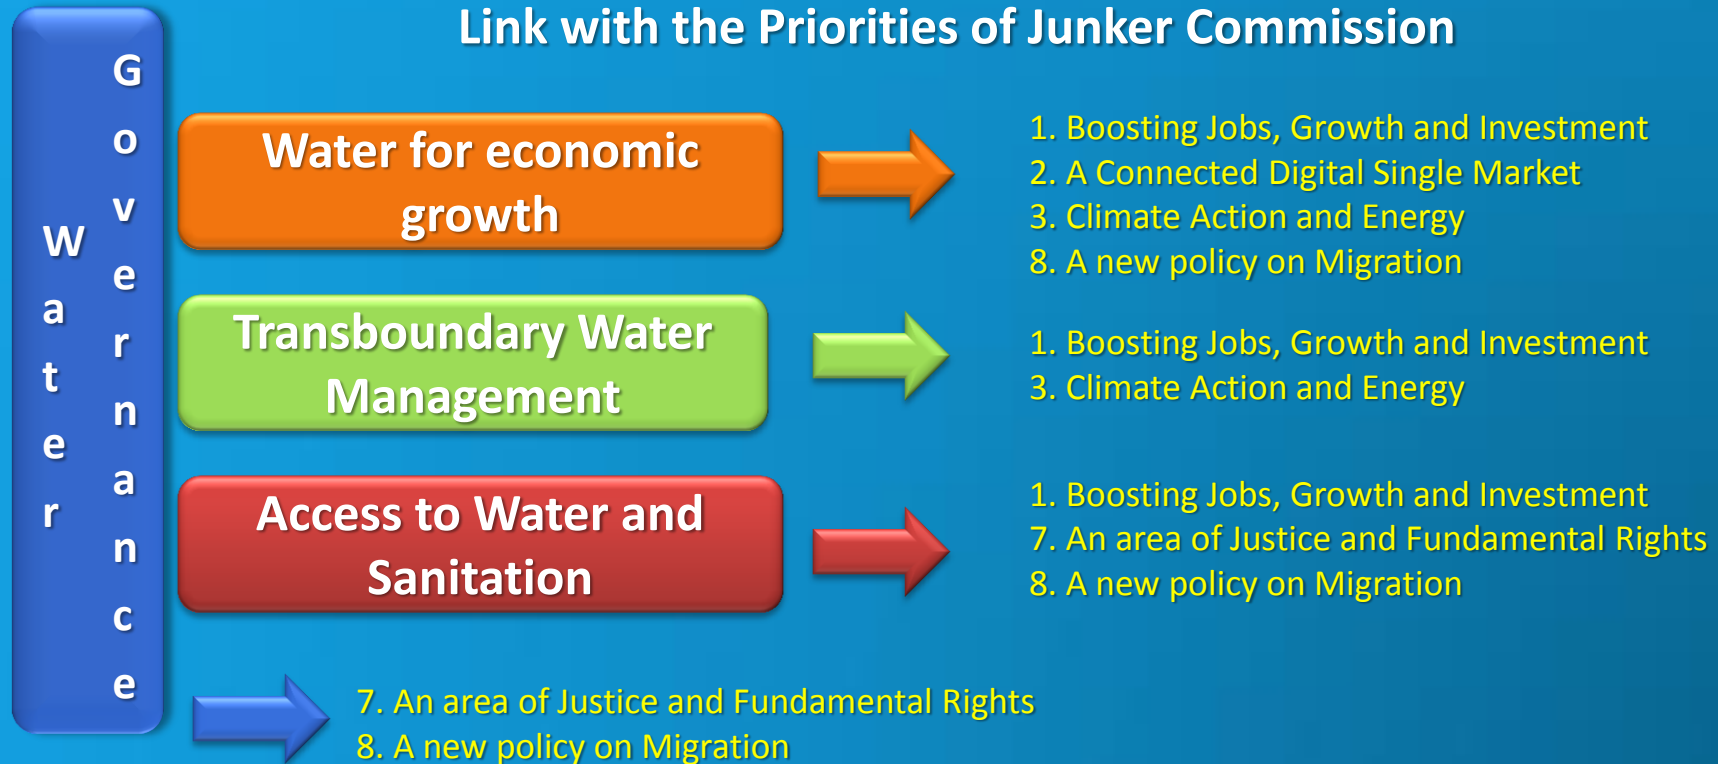 Link with the Priorities of Junker Commission
Water
Governance
Water for economic
growth
1. Boosting Jobs, Growth and Investment
2. A Connected Digital Single Market
3. Climate Action and Energy
8. A new policy on Migration
Transboundary Water
Management
1. Boosting Jobs, Growth and Investment
3. Climate Action and Energy
Access to Water and
Sanitation
1. Boosting Jobs, Growth and Investment
7. An area of Justice and Fundamental Rights
8. A new policy on Migration
7. An area of Justice and Fundamental Rights
8. A new policy on Migration